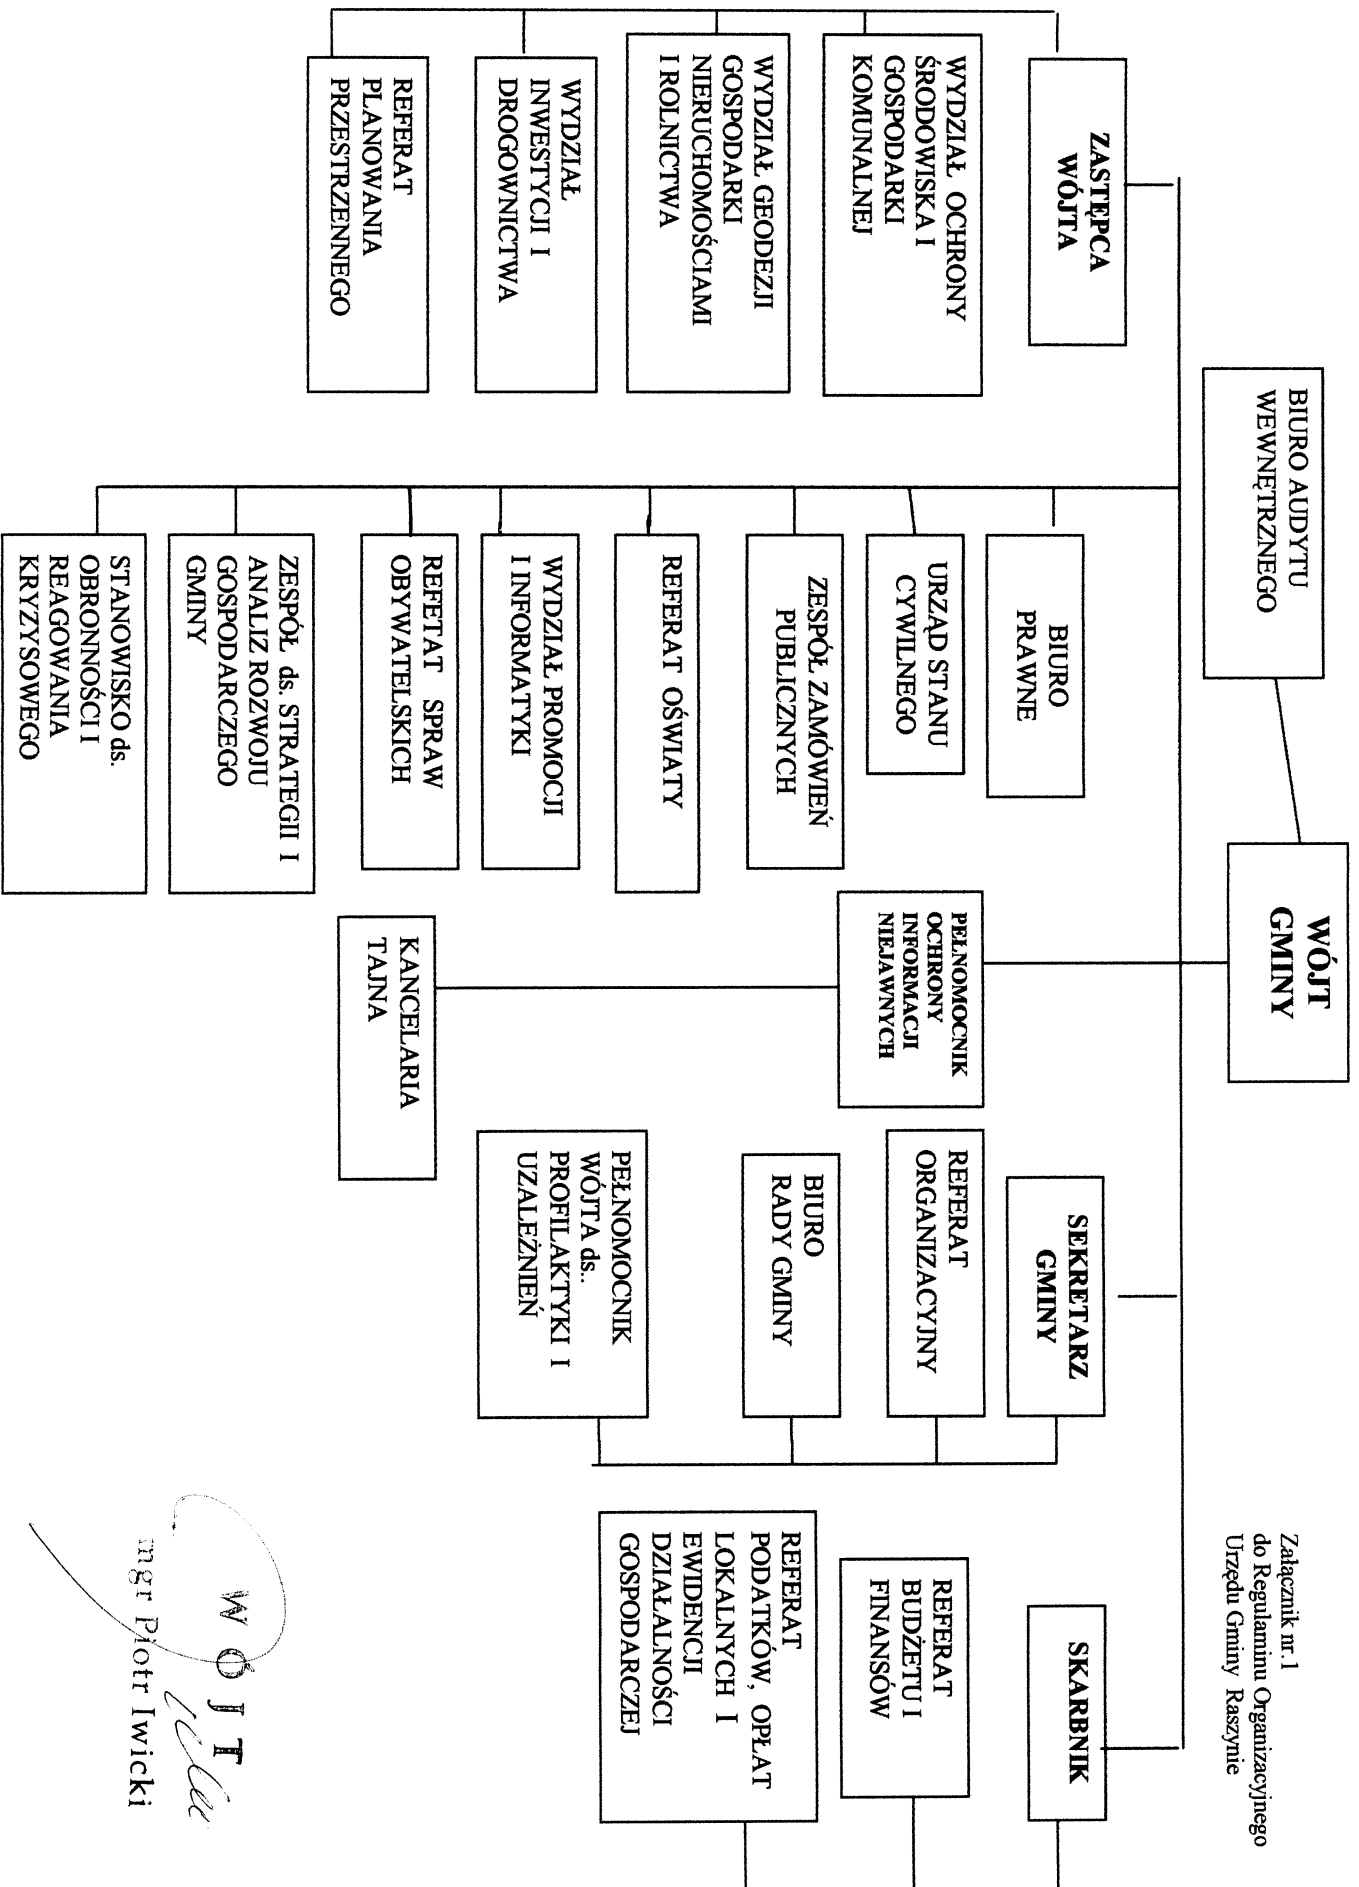 Załącznik nr.1
do Regulaminu Organizacyjnego
Urzędu Gminy Raszynie
WÓJT
GMINY
BIURO AUDYTU
WEWNĘTRZNEGO
ZASTĘPCA
WÓJTA
WYDZIAŁ OCHRONY
ŚRODOWISKA I
GOSPODARKI
KOMUNALNEJ
WYDZIAŁ GEODEZJI
GOSPODARKI
NIERUCHOMOŚCIAMI
I ROLNICTWA
WYDZIAŁ
INWESTYCJI I
DROGOWNICTWA
REFERAT
PLANOWANIA
PRZESTRZENNEGO
BIURO
PRAWNE
URZĄD STANU
CYWILNEGO
ZESPÓŁ ZAMÓWIEŃ
PUBLICZNYCH
REFERAT OŚWIATY
WYDZIAŁ PROMOCJI
I INFORMATYKI
REFETAT SPRAW
OBYWATELSKICH
ZESPÓŁ ds. STRATEGII I
ANALIZ ROZWOJU
GOSPODARCZEGO
GMINY
STANOWISKO ds.
OBRONNOŚCI I
REAGOWANIA
KRYZYSOWEGO
PEŁNOMOCNIK
OCHRONY
INFORMACJI
NIEJAWNYCH
KANCELARIA
TAJNA
SEKRETARZ
GMINY
REFERAT
ORGANIZACYJNY
BIURO
RADY GMINY
PEŁNOMOCNIK
WÓJTA ds..
PROFILAKTYKI I
UZALEŻNIEŃ
SKARBNIK
REFERAT
BUDŻETU I
FINANSÓW
REFERAT
PODATKÓW, OPŁAT
LOKALNYCH I
EWIDENCJI
DZIAŁALNOŚCI
GOSPODARCZEJ
WÓJT
mgr Piotr Iwicki